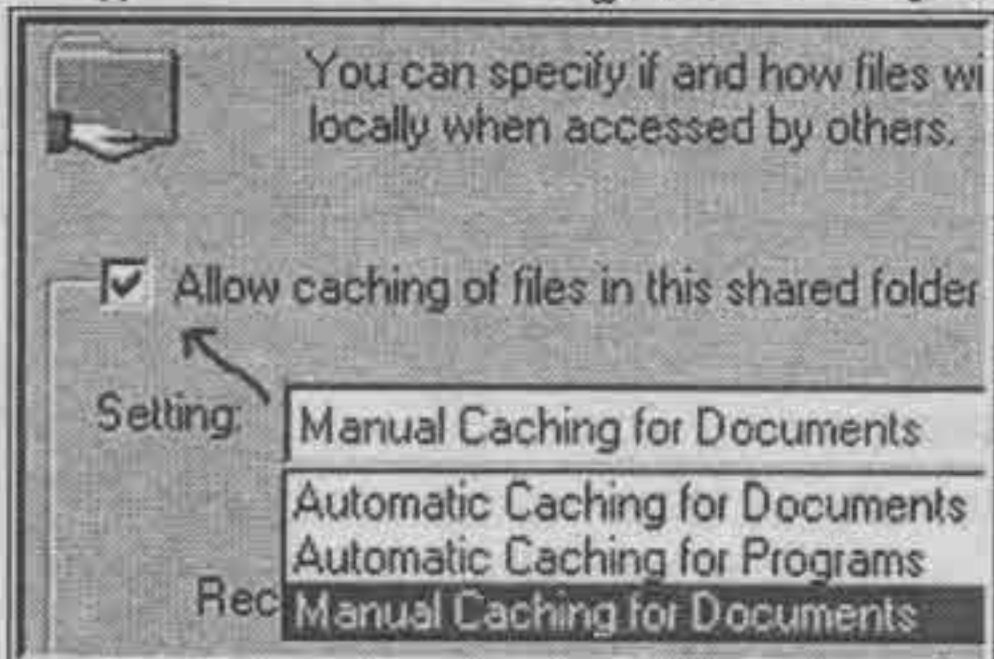 You can specify if and how files wi
locally when accessed by others.
Allow caching of files in this shared folder
Setting:
Manual Caching for Documents
Automatic Caching for Documents
Automatic Caching for Programs
Rec
Manual Caching for Documents